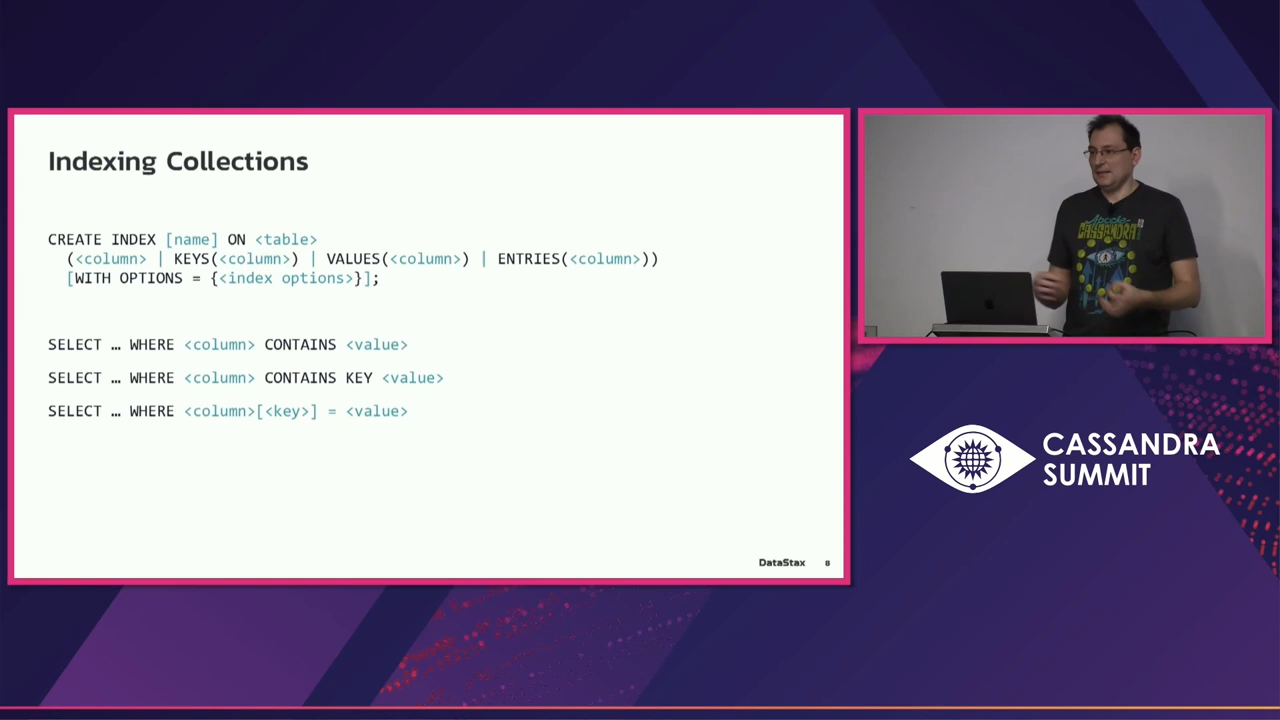 Indexing Collections
CREATE INDEX [name] ON <table>
(<column> | KEYS(<column>) | VALUES(<column>) | ENTRIES(<column>))
[WITH OPTIONS = {<index options>}];
SELECT … WHERE <column> CONTAINS <value>
SELECT … WHERE <column> CONTAINS KEY <value>
SELECT … WHERE <column>[<key>] = <value>
DataStax 8
Apache
CASSANDRA
CASSANDRA
SUMMIT